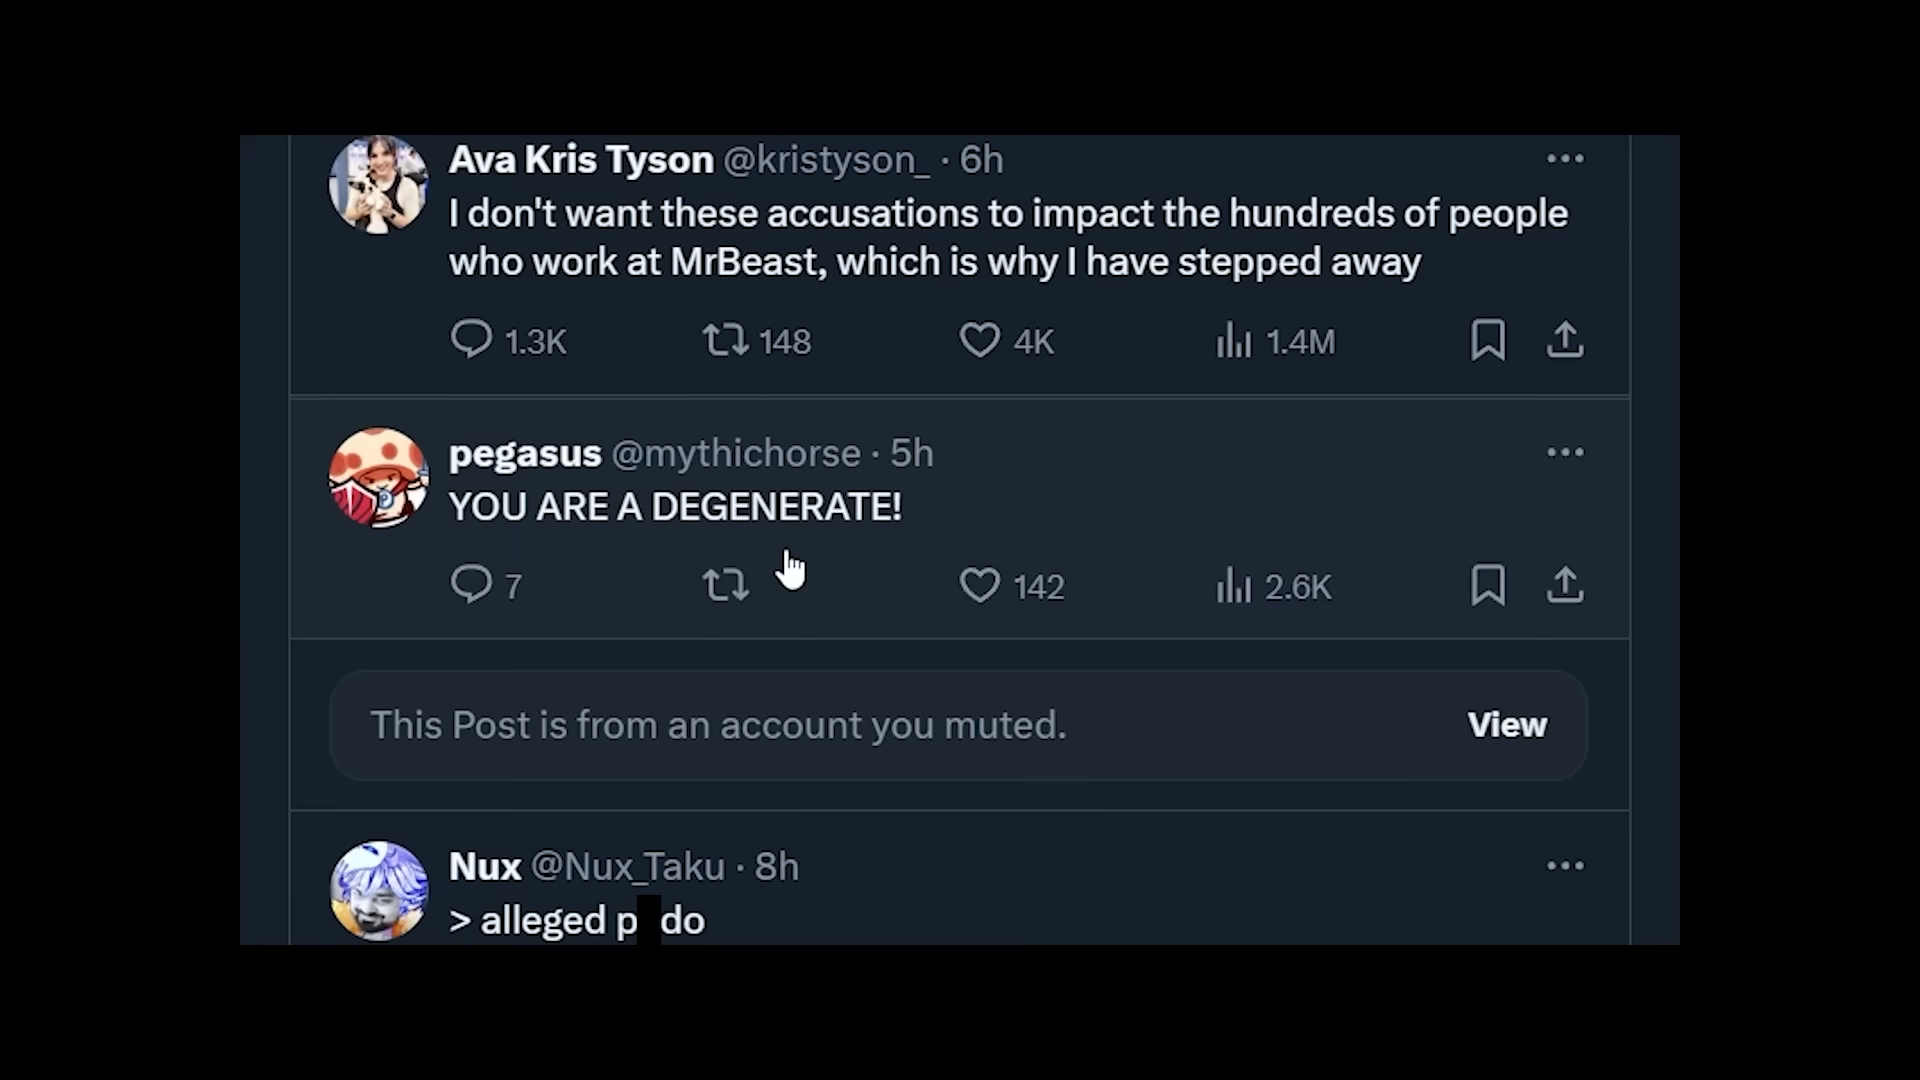 Ava Kris Tyson @kristyson_ · 6h
I don't want these accusations to impact the hundreds of people
who work at MrBeast, which is why I have stepped away
1.3K 148 4K 1.4M
pegasus @mythichorse · 5h
YOU ARE A DEGENERATE!
7 142 2.6K
This Post is from an account you muted. View
Nux @Nux_Taku · 8h
> alleged p do